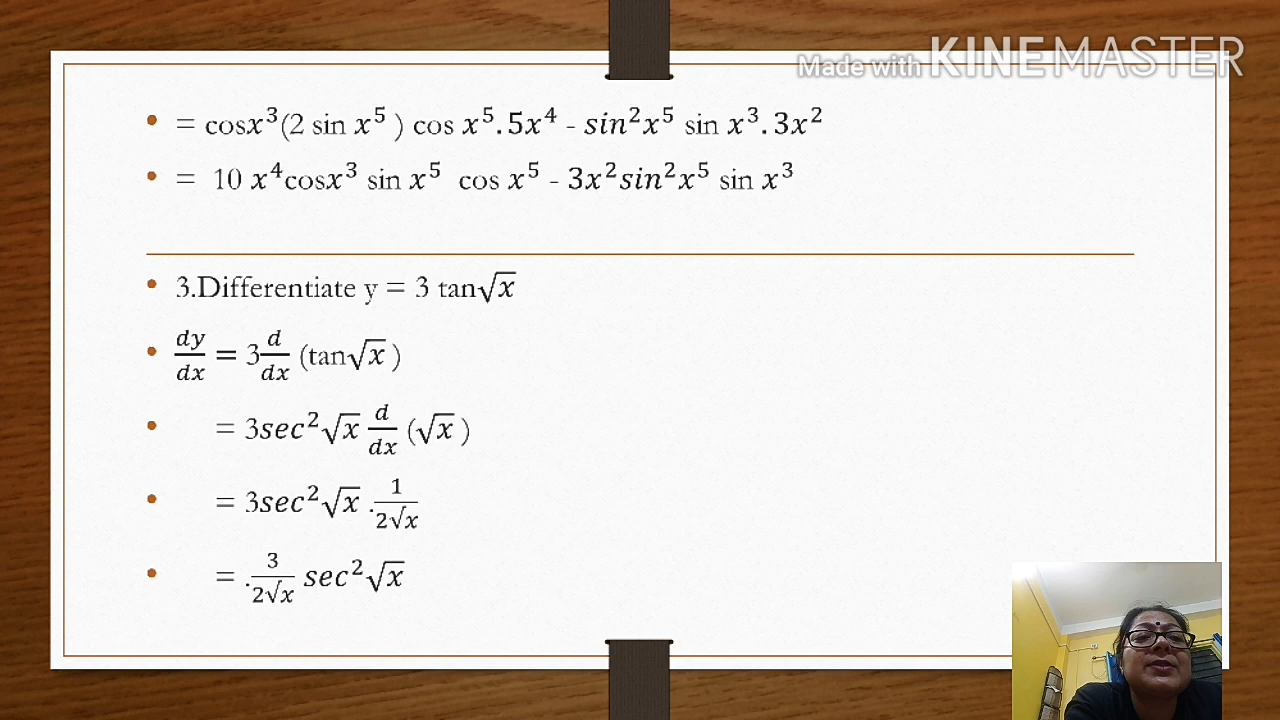 Made with KINEMASTER
• = cosx³(2 sin x⁵ ) cos x⁵.5x⁴ - sin²x⁵ sin x³.3x²
• = 10 x⁴cosx³ sin x⁵ cos x⁵ - 3x²sin²x⁵ sin x³
• 3.Differentiate y = 3 tan√x
• dy/dx = 3 d/dx (tan√x )
• = 3sec²√x d/dx (√x )
• = 3sec²√x .1/2√x
• = .3/2√x sec²√x